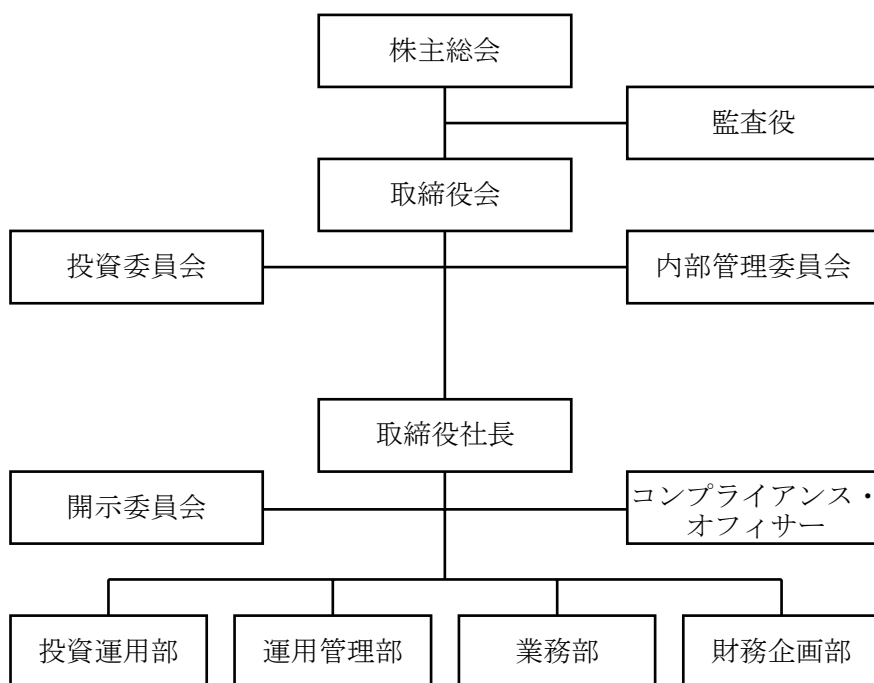 株主総会
監査役
取締役会
投資委員会
内部管理委員会
取締役社長
開示委員会
コンプライアンス・
オフィサー
投資運用部
運用管理部
業務部
財務企画部